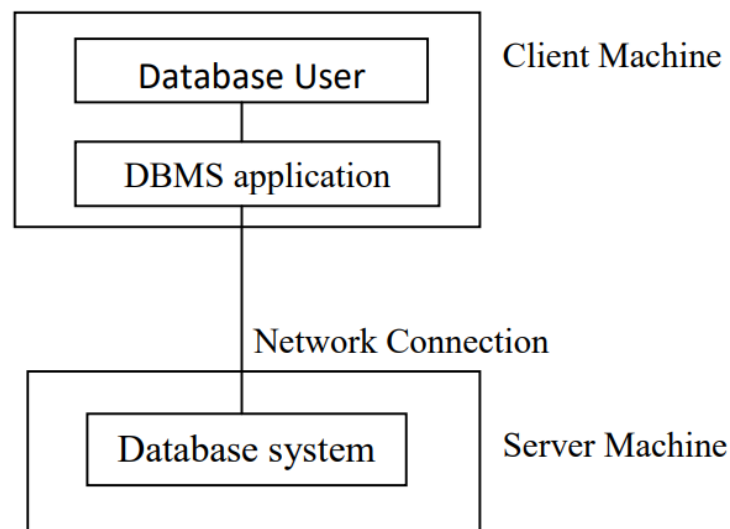 Client Machine
Database User
DBMS application
Network Connection
Database system
Server Machine